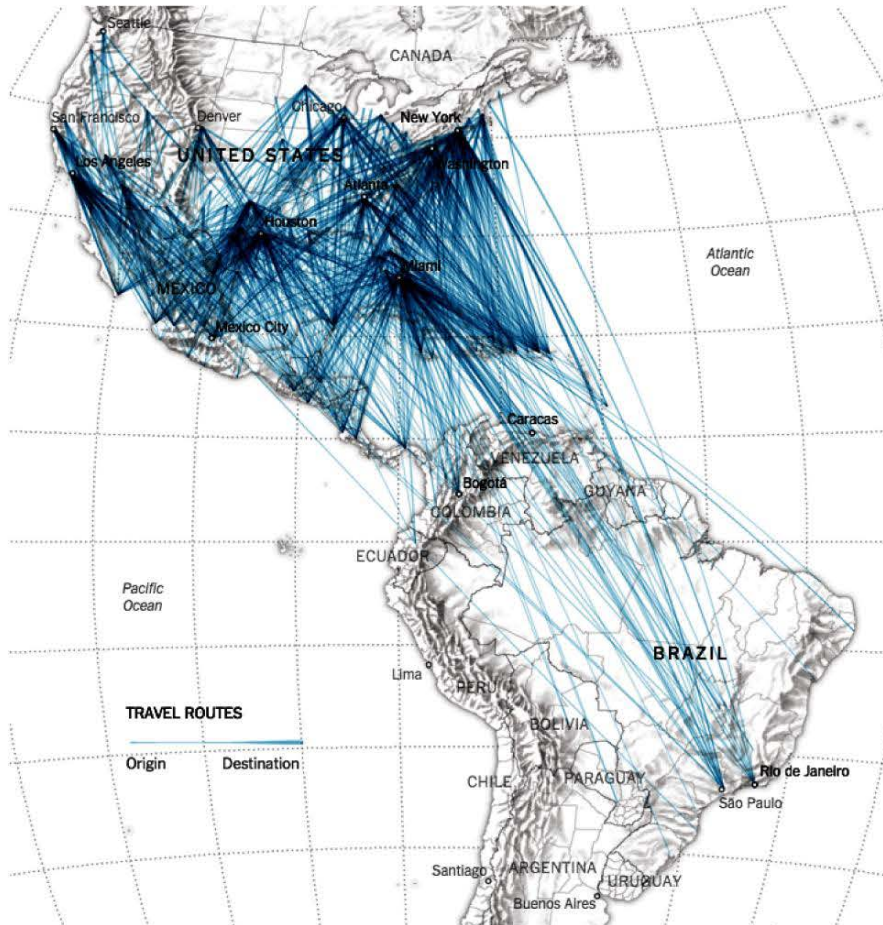 Seattle
CANADA
Chicago
San Francisco
Denver
New York
UNITED STATES
Washington
Los Angeles
Atlanta
Houston
Atlantic
Ocean
Miami
MEXICO
Mexico City
Caracas
VENEZUELA
Bogotá
GUYANA
COLOMBIA
ECUADOR
Pacific
Ocean
BRAZIL
Lima
PERU
TRAVEL ROUTES
BOLIVIA
Origin
Destination
CHILE
PARAGUAY
Rio de Janeiro
São Paulo
Santiago
ARGENTINA
URUGUAY
Buenos Aires